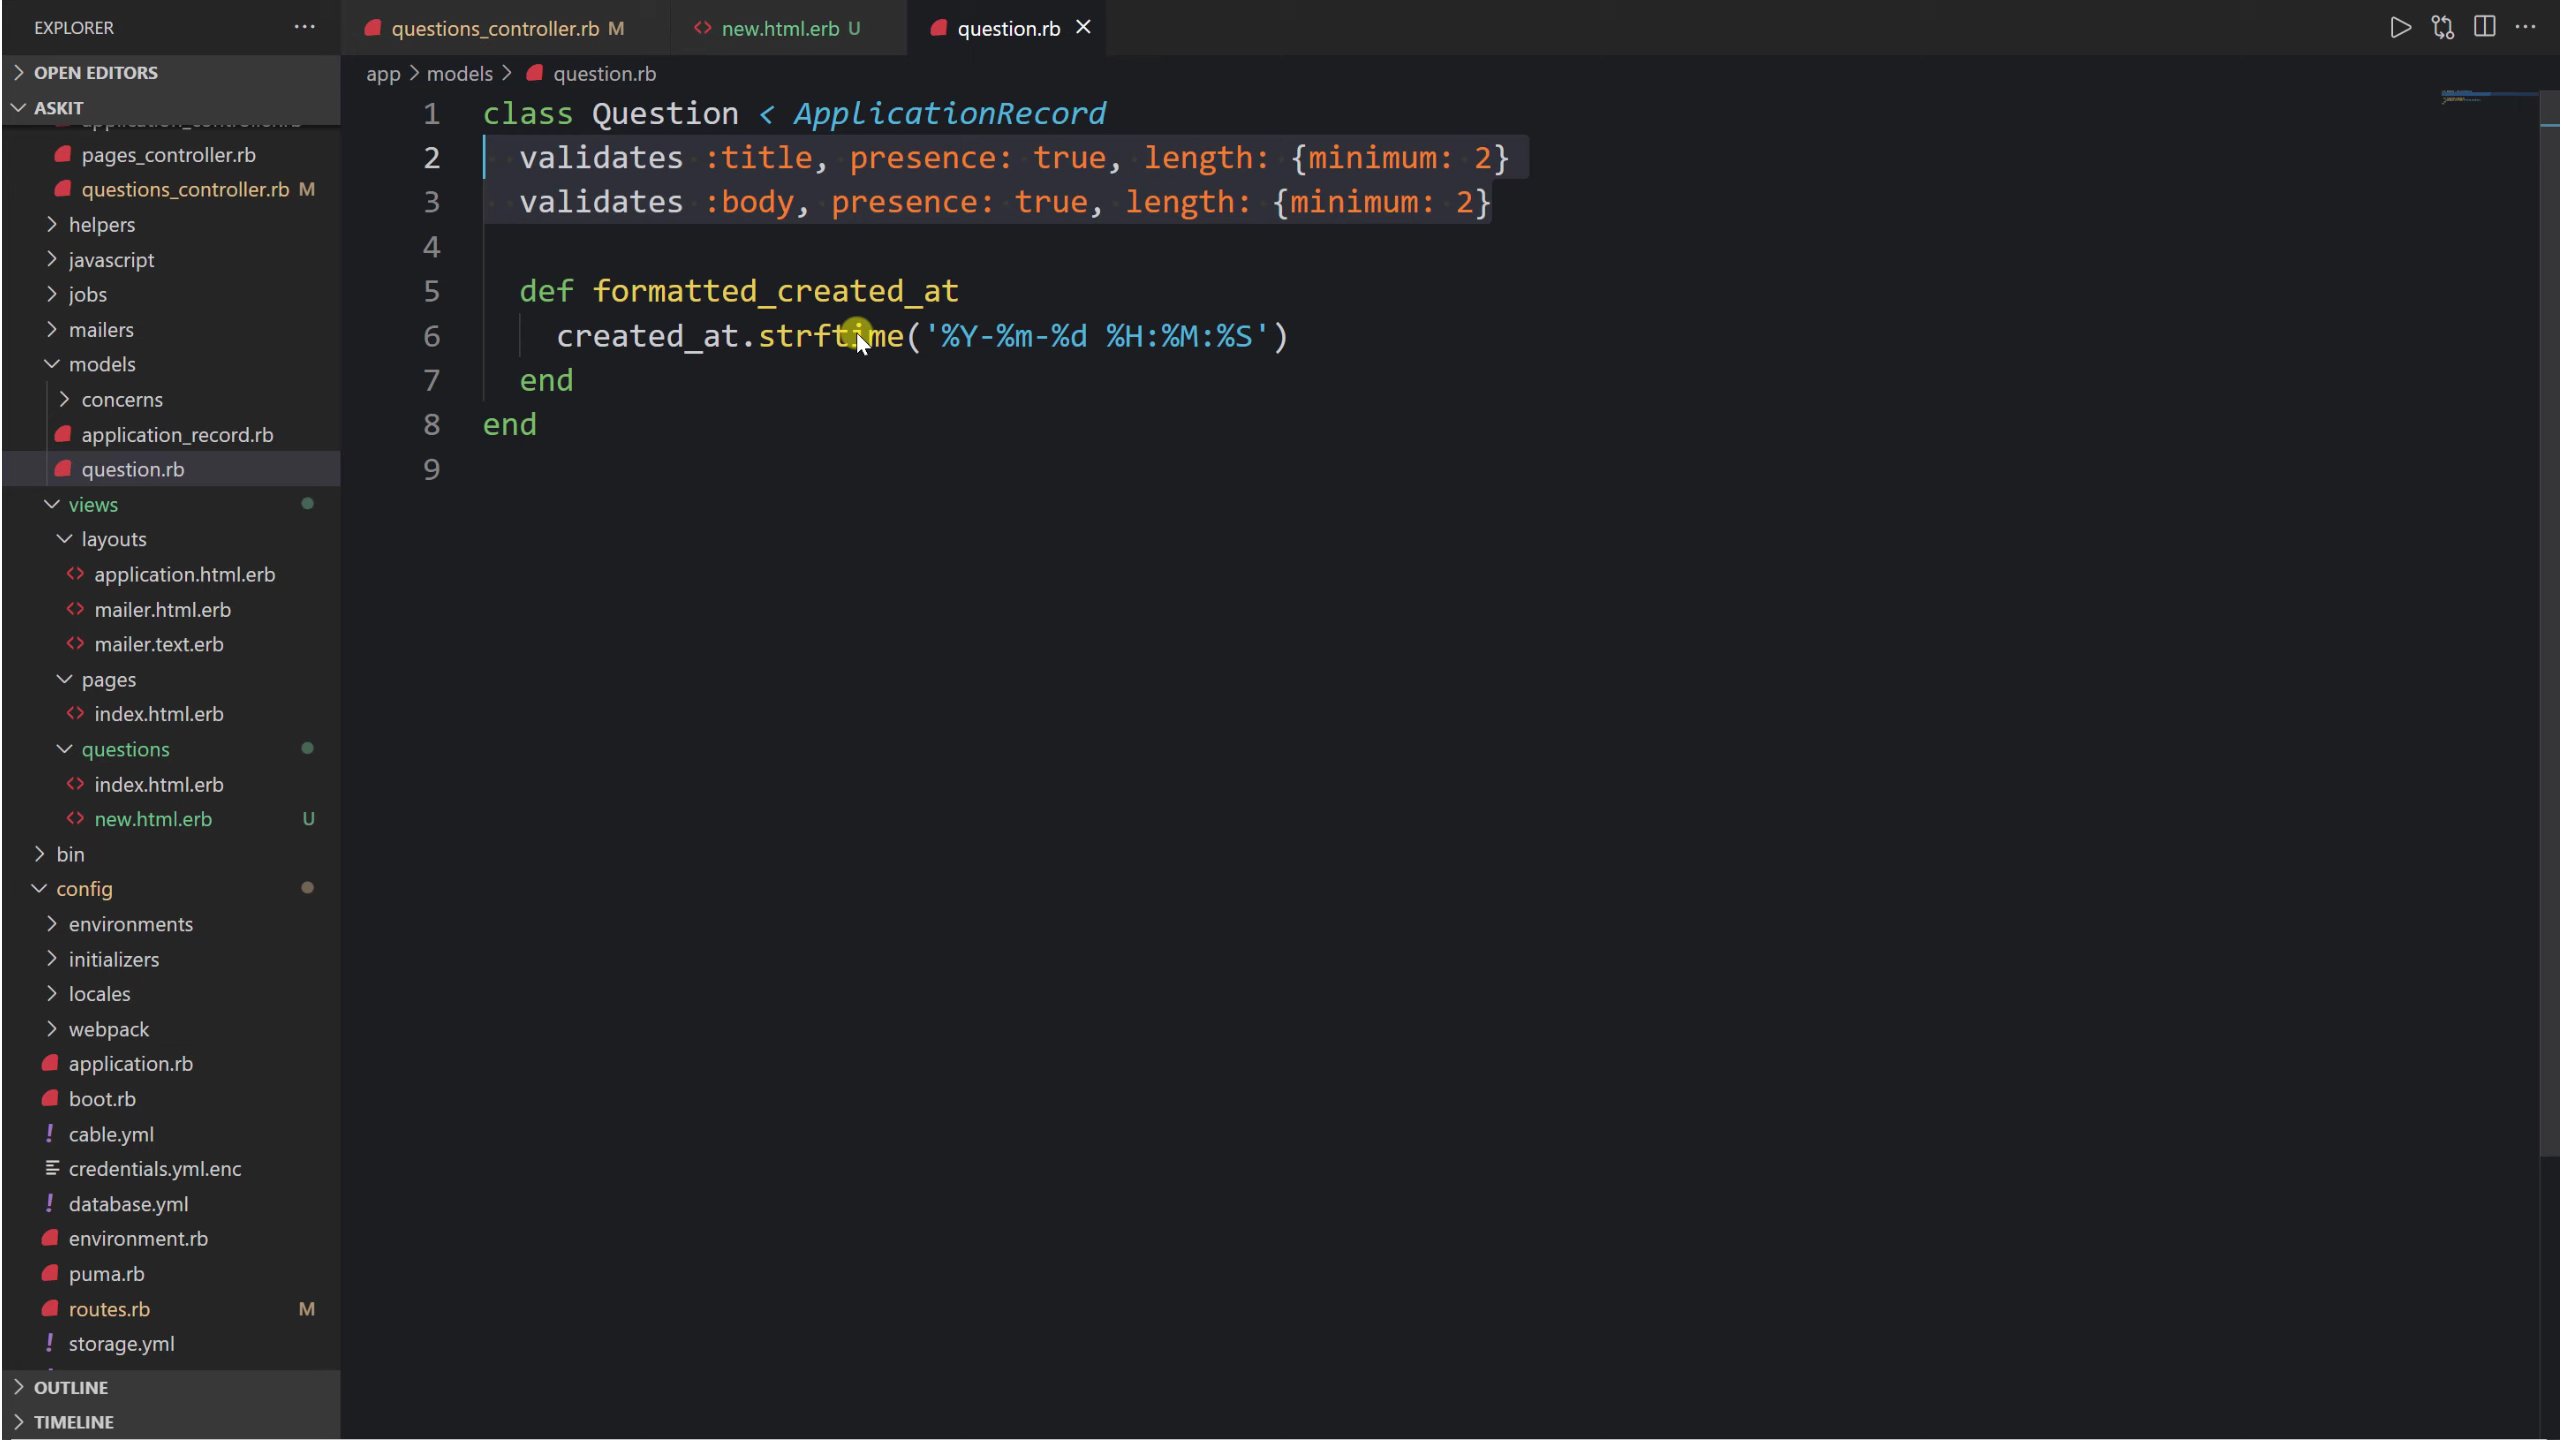 EXPLORER
OPEN EDITORS
ASKIT
pages_controller.rb
questions_controller.rb M
helpers
javascript
jobs
mailers
models
concerns
application_record.rb
question.rb
views
layouts
application.html.erb
mailer.html.erb
mailer.text.erb
pages
index.html.erb
questions
index.html.erb
new.html.erb U
bin
config
environments
initializers
locales
webpack
application.rb
boot.rb
cable.yml
credentials.yml.enc
database.yml
environment.rb
puma.rb
routes.rb M
storage.yml
OUTLINE
TIMELINE
questions_controller.rb M new.html.erb U question.rb
app > models > question.rb
1 class Question < ApplicationRecord
2 validates :title, presence: true, length: {minimum: 2}
3 validates :body, presence: true, length: {minimum: 2}
4
5 def formatted_created_at
6 created_at.strftime('%Y-%m-%d %H:%M:%S')
7 end
8 end
9